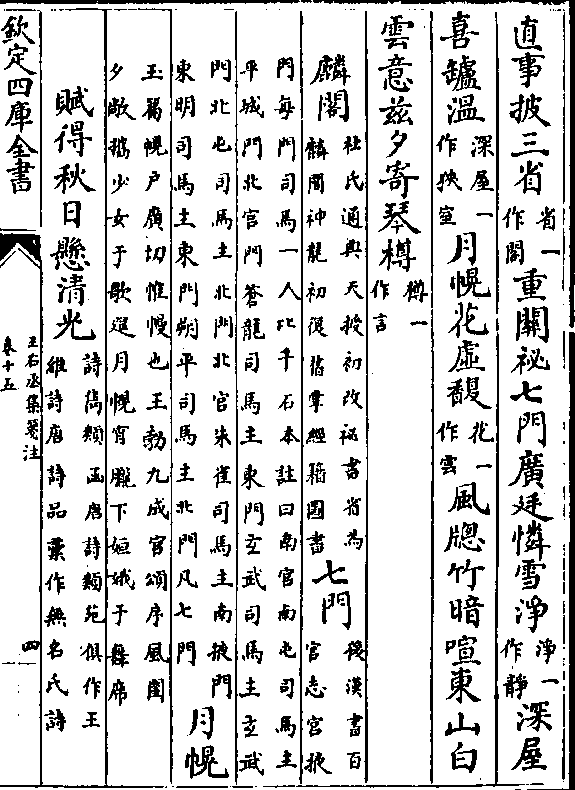 直事披三省省一作閣重關祕七門廣廷憐雪淨淨一作靜深屋
喜鑪溫深屋一作挾室月幌花虛馥花一作雲風牕竹暗喧東山白
雲意兹夕寄琴樽樽一作言
麟閣杜氏通典天授初改祕書省為麟閣神龍初復舊掌經籍圖書七門後漢書百官志宮掖
門每門司馬一人比千石本註曰南宮南屯司馬主
平城門北宮門蒼龍司馬主東門玄武司馬主玄武
門北屯司馬主北門北宮朱雀司馬主南掖門
東明司馬主東門朔平司馬主北門凡七門月幌
玉篇幌户廣切帷幔也王勃九成宮頌序風閨
夕敞攜少女于歌筵月幌宵朧下姮娥于舞席
賦得秋日懸清光詩雋類函唐詩類苑俱作王維詩唐詩品彙作無名氏詩
欽定四庫全書
王右丞集箋注
卷十五
四